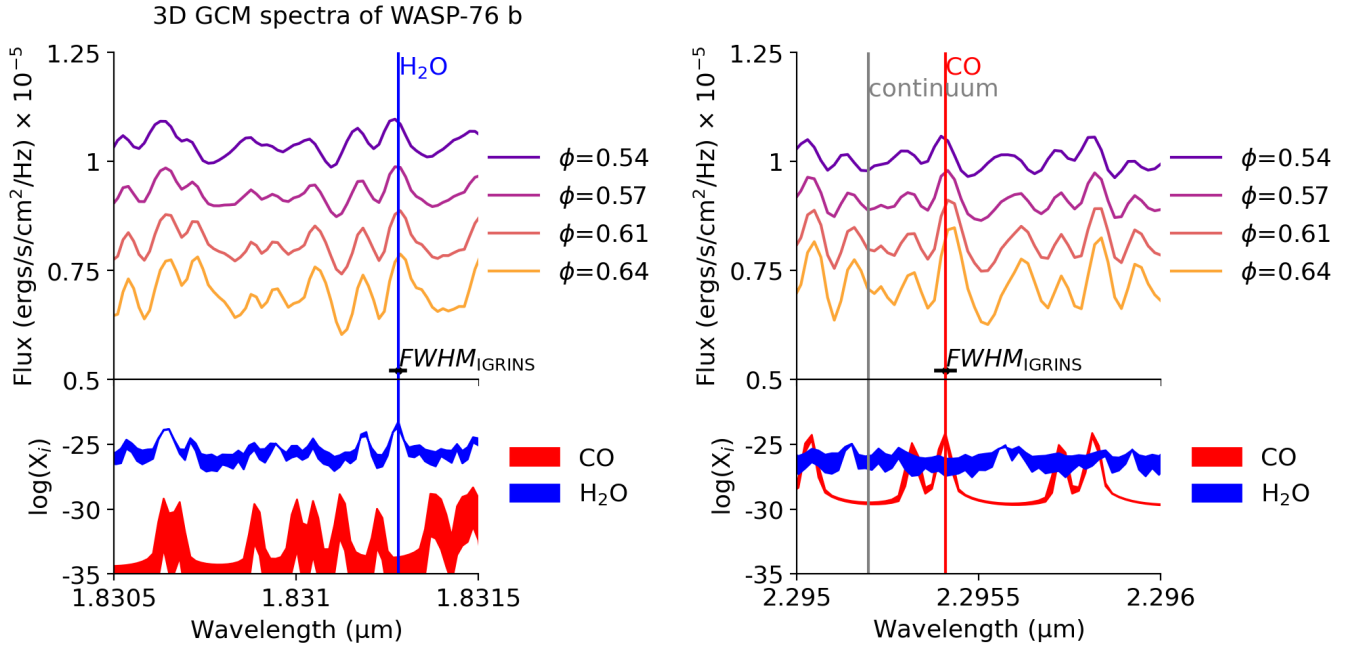 3D GCM spectra of WASP-76 b
Flux (ergs/s/cm²/Hz) × 10⁻⁵
1.25
1
0.75
0.5
H₂O
ϕ=0.54
ϕ=0.57
ϕ=0.61
ϕ=0.64
FWHM_IGRINS
log(Xᵢ)
-25
-30
-35
CO
H₂O
1.8305
1.831
1.8315
Wavelength (μm)
Flux (ergs/s/cm²/Hz) × 10⁻⁵
1.25
1
0.75
0.5
CO
continuum
ϕ=0.54
ϕ=0.57
ϕ=0.61
ϕ=0.64
FWHM_IGRINS
log(Xᵢ)
-25
-30
-35
CO
H₂O
2.295
2.2955
2.296
Wavelength (μm)